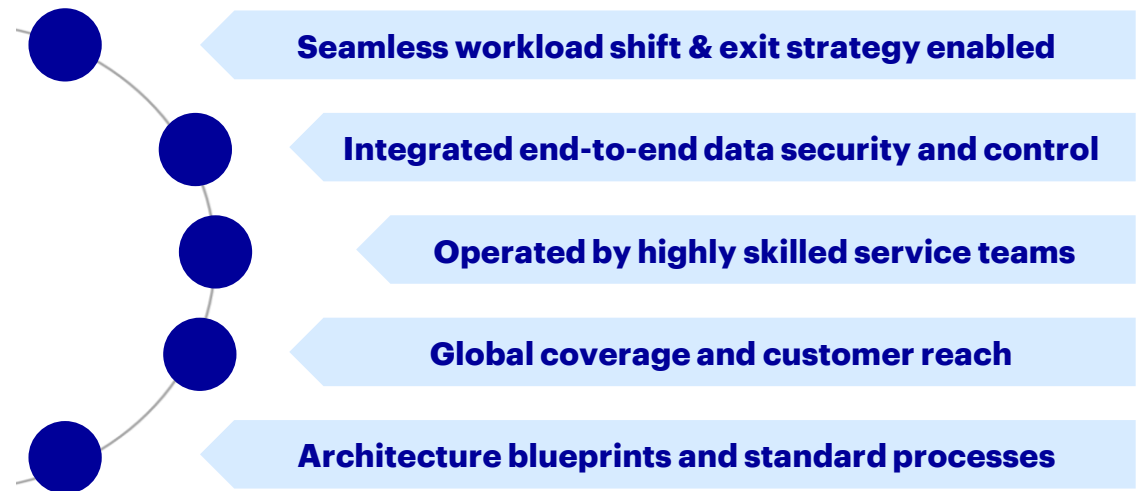 Seamless workload shift & exit strategy enabled
Integrated end-to-end data security and control
Operated by highly skilled service teams
Global coverage and customer reach
Architecture blueprints and standard processes